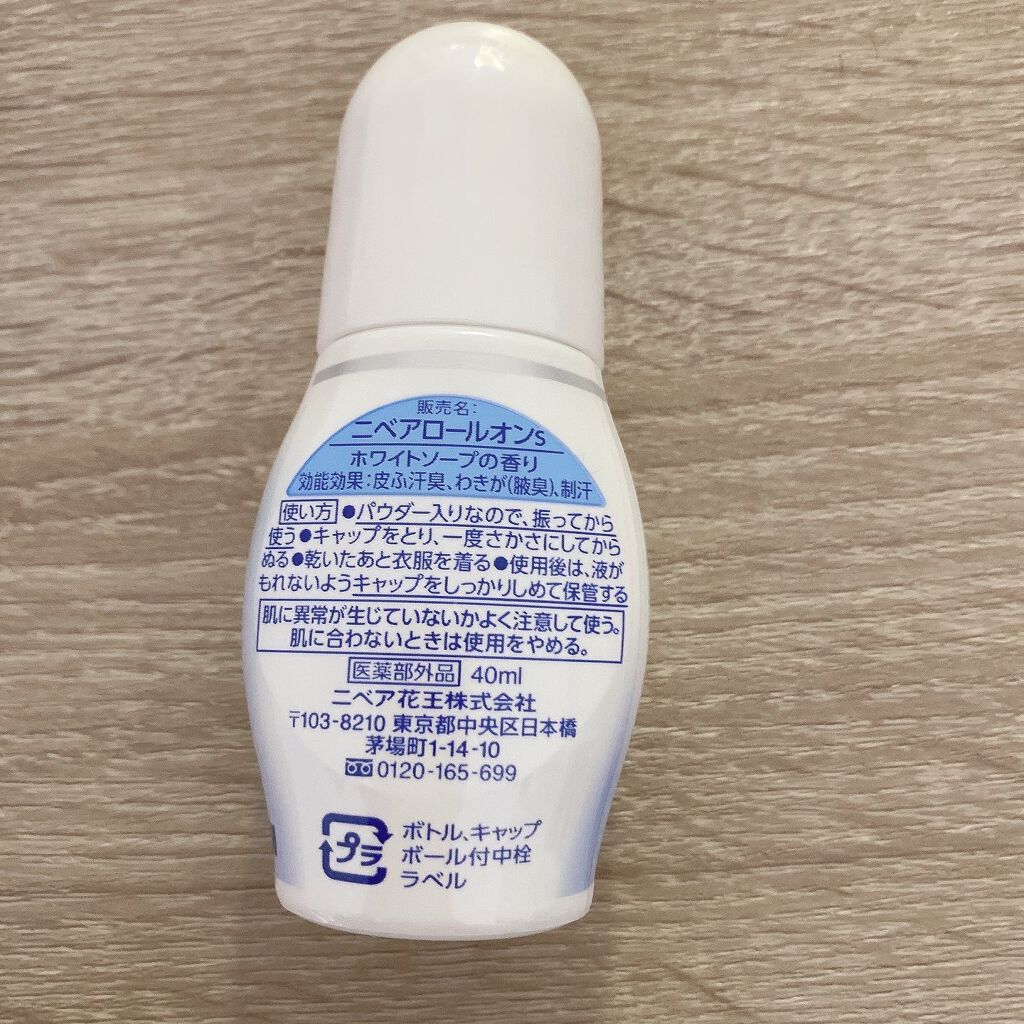 販売名:
ニベアロールオンS
ホワイトソープの香り
効能効果:皮ふ汗臭、わきが(腋臭)、制汗
使い方 ●パウダー入りなので、振ってから
使う●キャップをとり、一度さかさにしてから
ぬる●乾いたあと衣服を着る●使用後は、液が
もれないようキャップをしっかりしめて保管する
肌に異常が生じていないかよく注意して使う。
肌に合わないときは使用をやめる。
医薬部外品 40ml
ニベア花王株式会社
〒103-8210 東京都中央区日本橋
茅場町1-14-10
0120-165-699
プラ ボトル、キャップ
ボール付中栓
ラベル